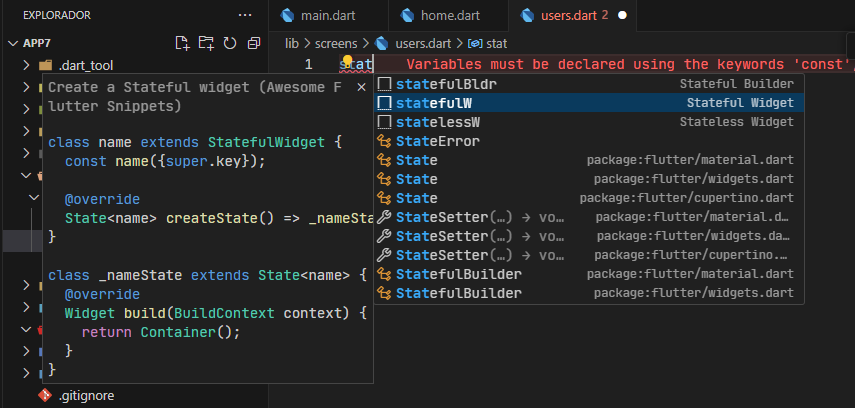 EXPLORADOR
main.dart
home.dart
users.dart 2
APP7
lib > screens > users.dart > stat
.dart_tool
1 stat Variables must be declared using the keywords 'const',
Create a Stateful widget (Awesome F
lutter Snippets)
class name extends StatefulWidget {
const name({super.key});
@override
State<name> createState() => _nameSta
}
class _nameState extends State<name> {
@override
Widget build(BuildContext context) {
return Container();
}
}
statefulBldr Stateful Builder
statefulW Stateful Widget
statelessW Stateless Widget
StateError
State package:flutter/material.dart
State package:flutter/widgets.dart
State package:flutter/cupertino.dart
StateSetter(…) → vo… package:flutter/material.d…
StateSetter(…) → vo… package:flutter/widgets.da…
StateSetter(…) → vo… package:flutter/cupertino.…
StatefulBuilder package:flutter/material.dart
StatefulBuilder package:flutter/widgets.dart
.gitignore